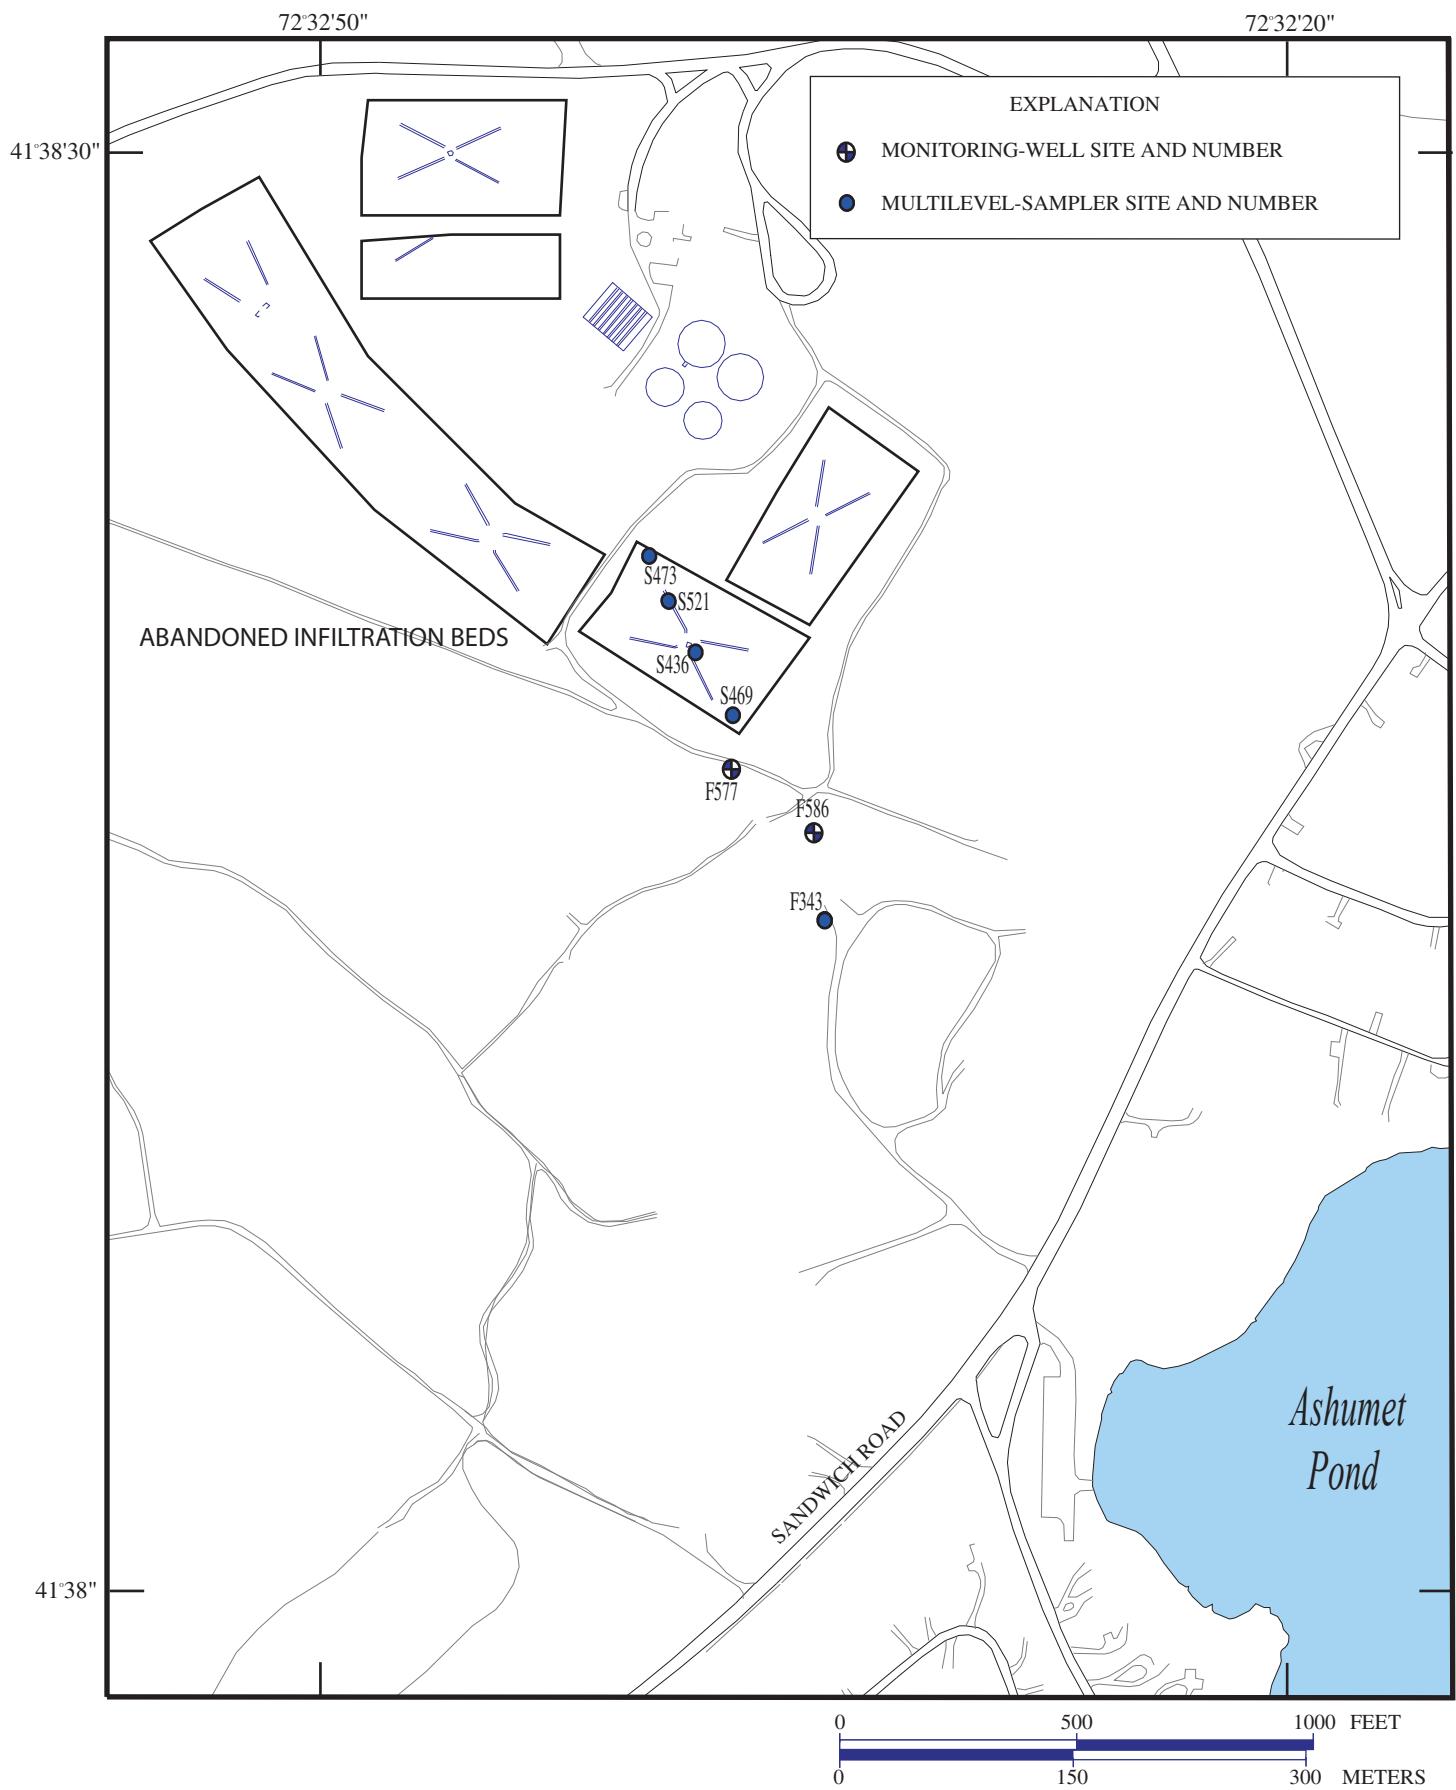 72°32'50" 72°32'20"
EXPLANATION
41°38'30"
MONITORING-WELL SITE AND NUMBER
MULTILEVEL-SAMPLER SITE AND NUMBER
S473
S521
ABANDONED INFILTRATION BEDS
S436
S469
F577
F586
F343
Ashumet
Pond
SANDWICH ROAD
41°38"
0 500 1000 FEET
0 150 300 METERS